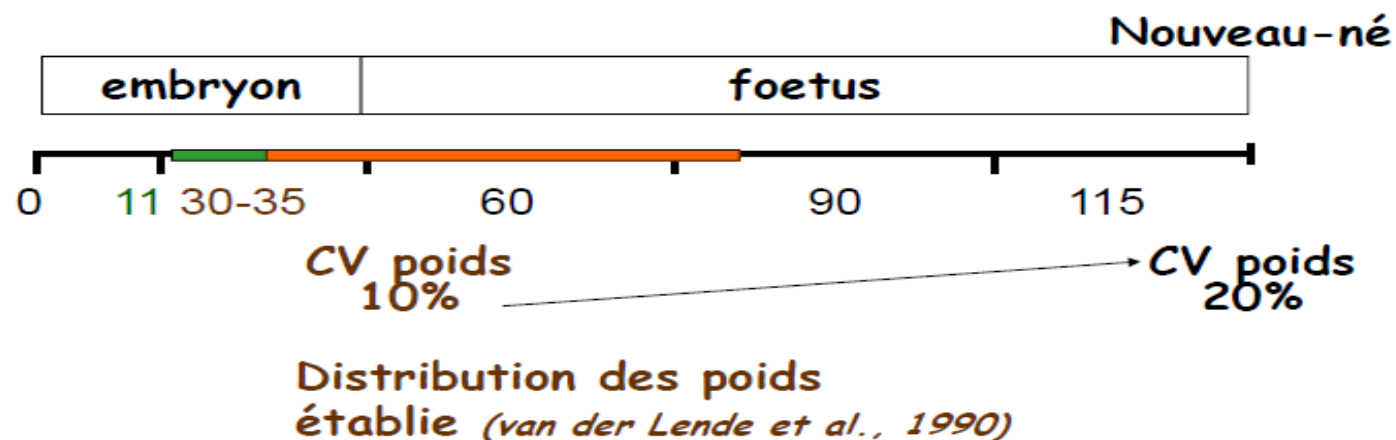 Nouveau-né
embryon foetus
0 11 30-35 60 90 115
CV poids CV poids
10% 20%
Distribution des poids
établie (van der Lende et al., 1990)